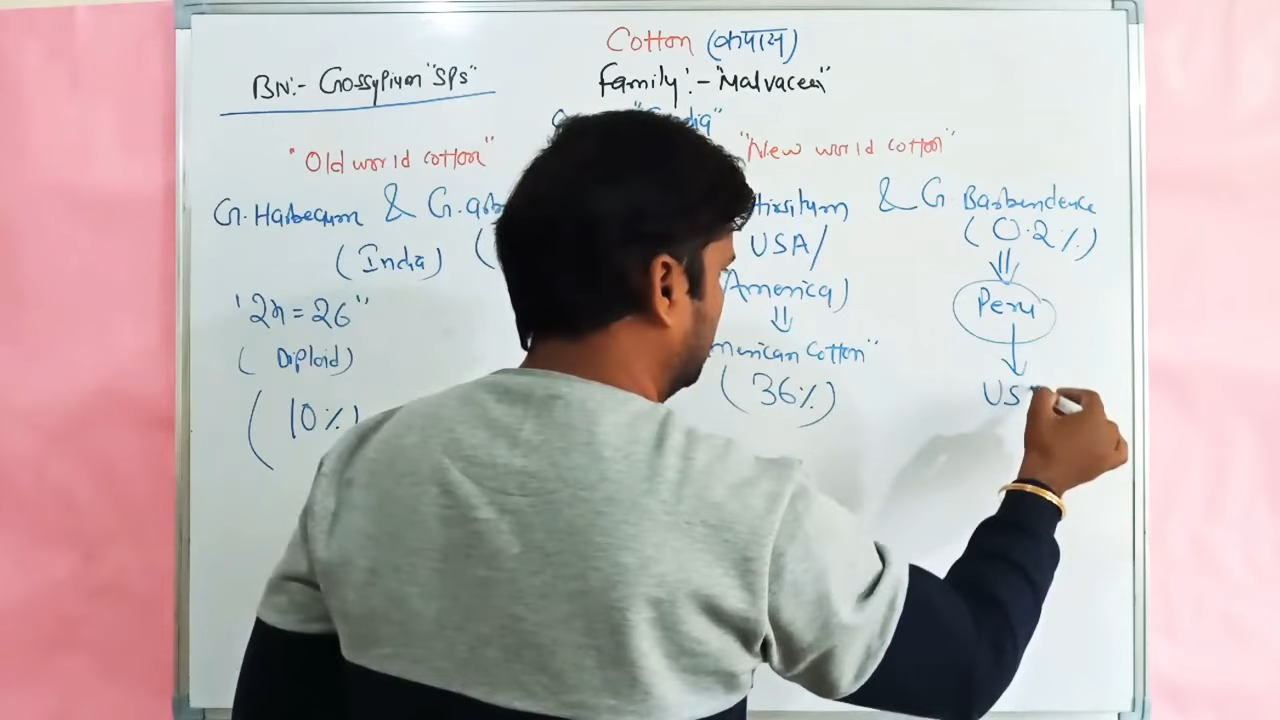 Cotton (कपास)
BN:- Gossypium "SPs"
Family:- "Malvaceae"
"Old world cotton"
"New world cotton"
G. Harbecum & G.
& G Barbendence
(India)
USA/
(0.2%)
America)
'2n = 26"
Peru
(Diploid)
Cotton"
(36%)
(10%)
US